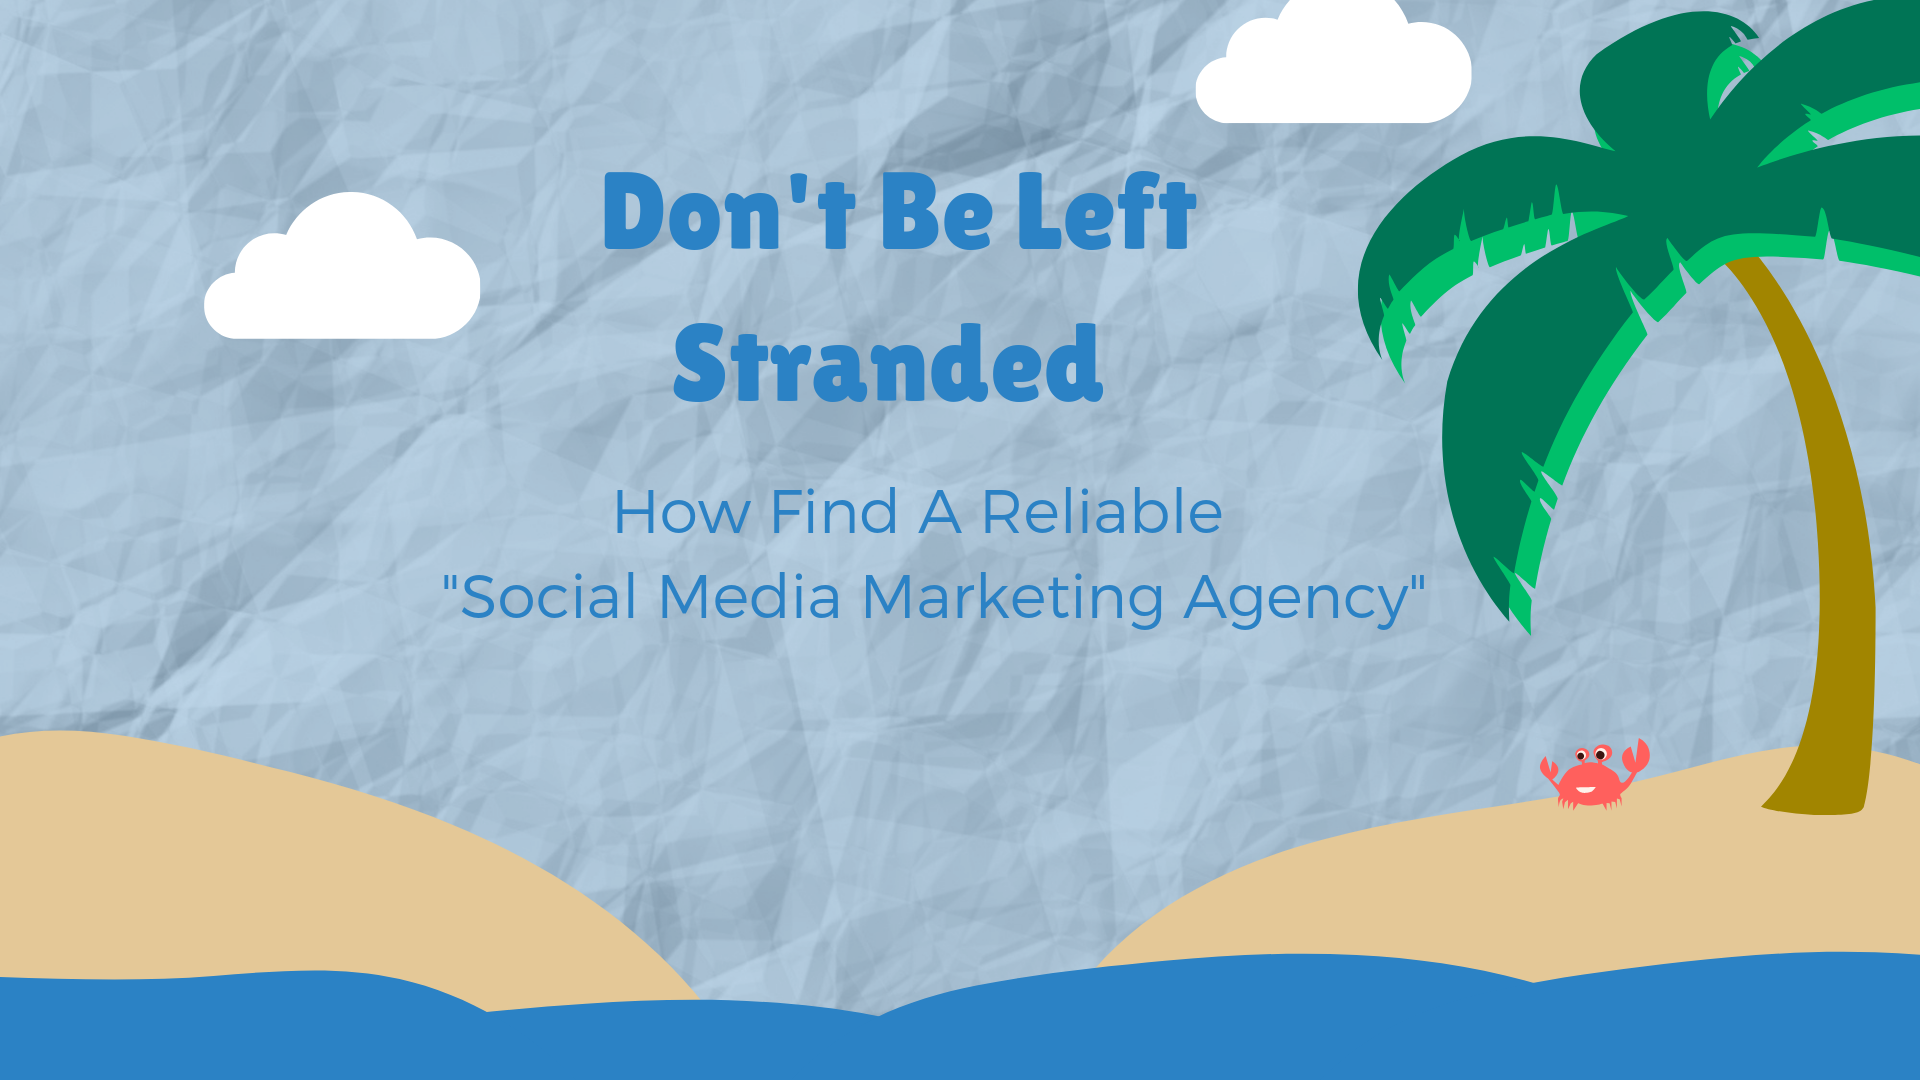 Don't Be Left
Stranded
How Find A Reliable
"Social Media Marketing Agency"